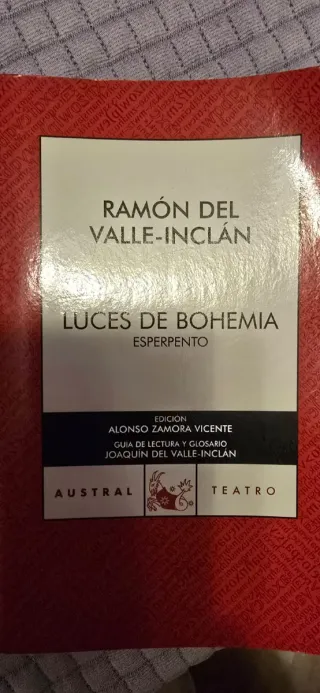 RAMÓN DEL
VALLE-INCLÁN
LUCES DE BOHEMIA
ESPERPENTO
EDICIÓN
ALONSO ZAMORA VICENTE
GUIA DE LECTURA Y GLOSARIO
JOAQUÍN DEL VALLE-INCLÁN
AUSTRAL
TEATRO